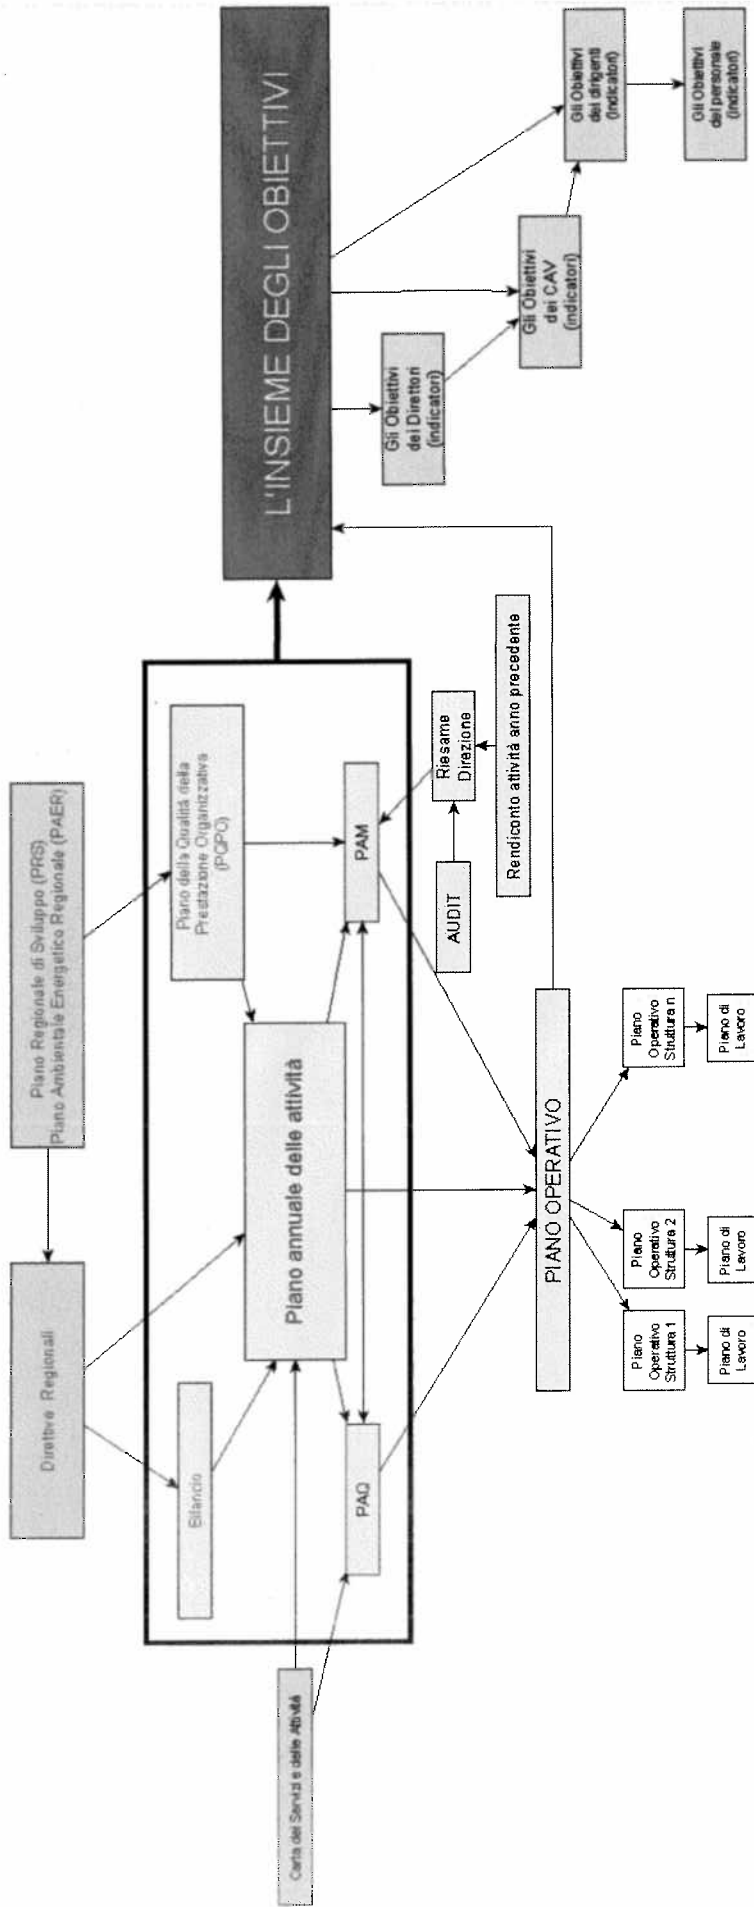 Piano Regionale di Sviluppo (PRS)
Piano Ambientale Energetico Regionale (PAER)
Direttive Regionali
Bilancio
Piano della Qualità della
Prestazione Organizzativa
(PQPO)
Piano annuale delle attività
Carta dei Servizi e delle Attività
PAQ
PAM
L'INSIEME DEGLI OBIETTIVI
Riesame
Direzione
AUDIT
Rendiconto attività anno precedente
Gli Obiettivi
dei Direttori
(indicatori)
Gli Obiettivi
dei CAV
(indicatori)
Gli Obiettivi
dei dirigenti
(indicatori)
Gli Obiettivi
del personale
(indicatori)
PIANO OPERATIVO
Piano
Operativo
Struttura 1
Piano
Operativo
Struttura 2
Piano
Operativo
Struttura n
Piano di
Lavoro
Piano di
Lavoro
Piano di
Lavoro